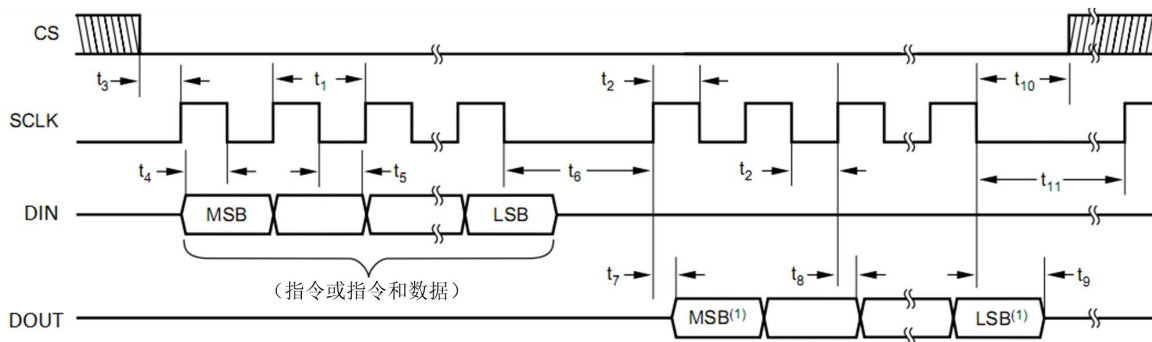 CS
t3 t1 t2 t10
SCLK
t4 t5 t6 t2 t11
DIN MSB LSB
(指令或指令和数据) t7 t8 t9
DOUT MSB(1) LSB(1)